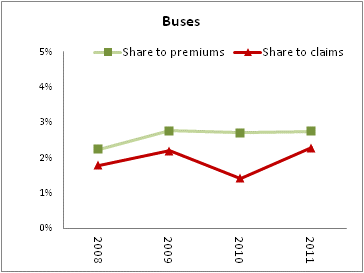 Buses
5%
Share to premiums Share to claims
4%
3%
2%
1%
0%
2008 2009 2010 2011